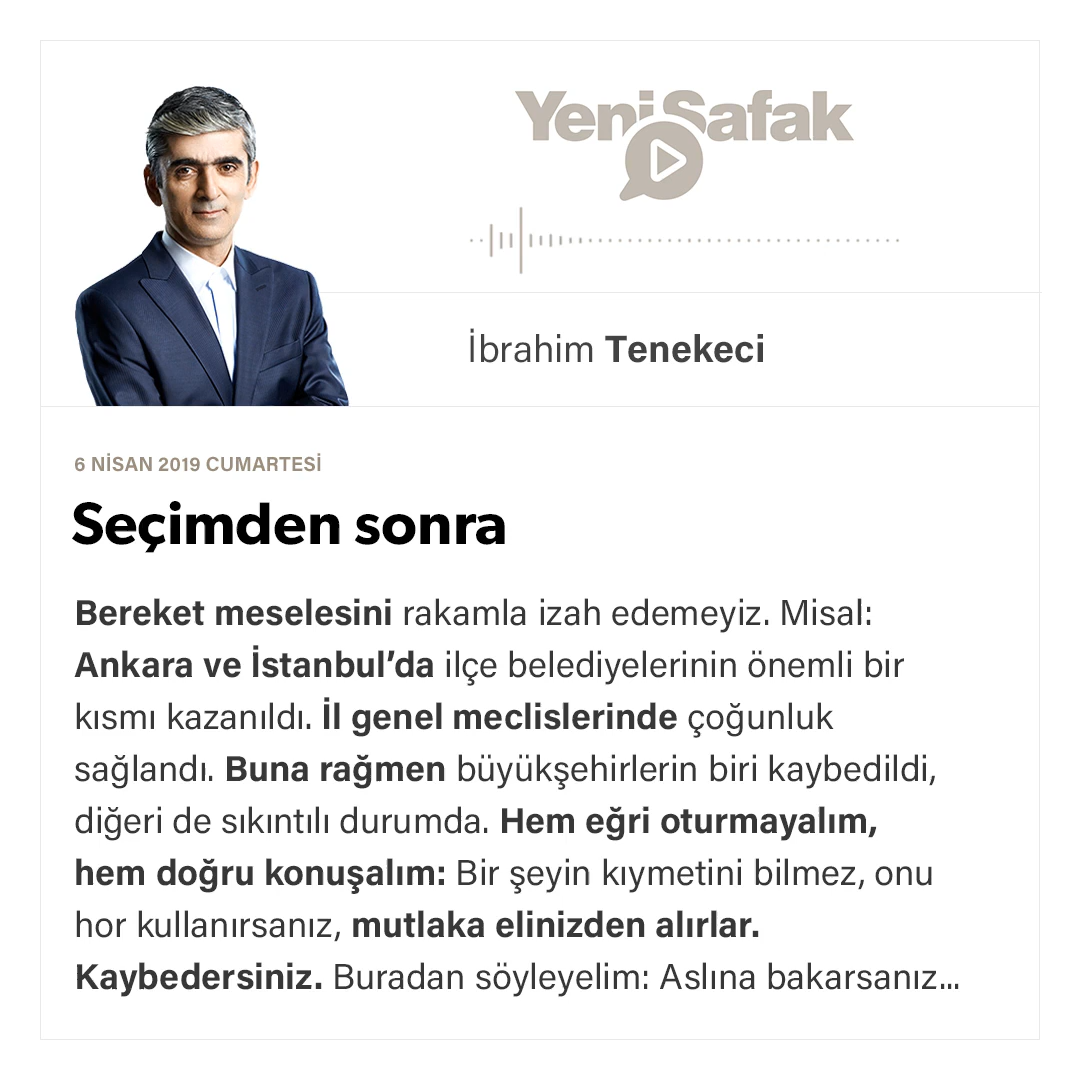 YeniŞafak
İbrahim Tenekeci
6 NİSAN 2019 CUMARTESİ
Seçimden sonra
Bereket meselesini rakamla izah edemeyiz. Misal:
Ankara ve İstanbul’da ilçe belediyelerinin önemli bir
kısmı kazanıldı. İl genel meclislerinde çoğunluk
sağlandı. Buna rağmen büyükşehirlerin biri kaybedildi,
diğeri de sıkıntılı durumda. Hem eğri oturmayalım,
hem doğru konuşalım: Bir şeyin kıymetini bilmez, onu
hor kullanırsanız, mutlaka elinizden alırlar.
Kaybedersiniz. Buradan söyleyelim: Aslına bakarsanız...